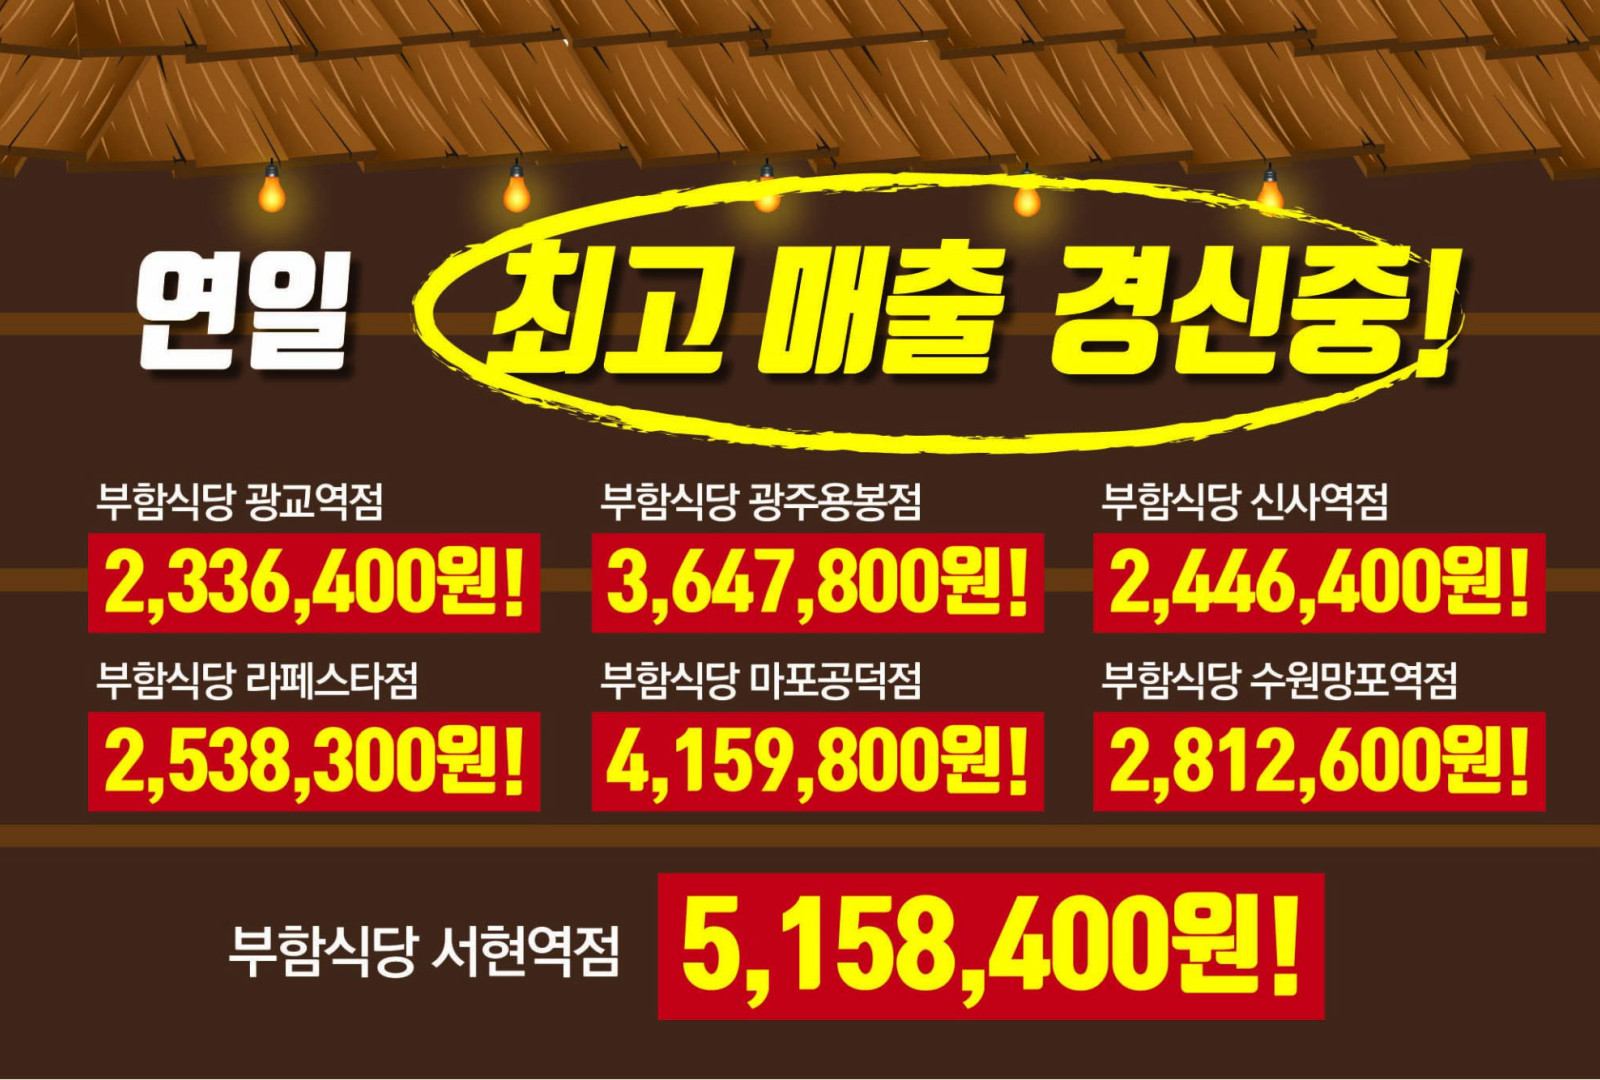 연일 최고 매출 경신중!
부함식당 광교역점 부함식당 광주용봉점 부함식당 신사역점
2,336,400원! 3,647,800원! 2,446,400원!
부함식당 라페스타점 부함식당 마포공덕점 부함식당 수원망포역점
2,538,300원! 4,159,800원! 2,812,600원!
부함식당 서현역점 5,158,400원!